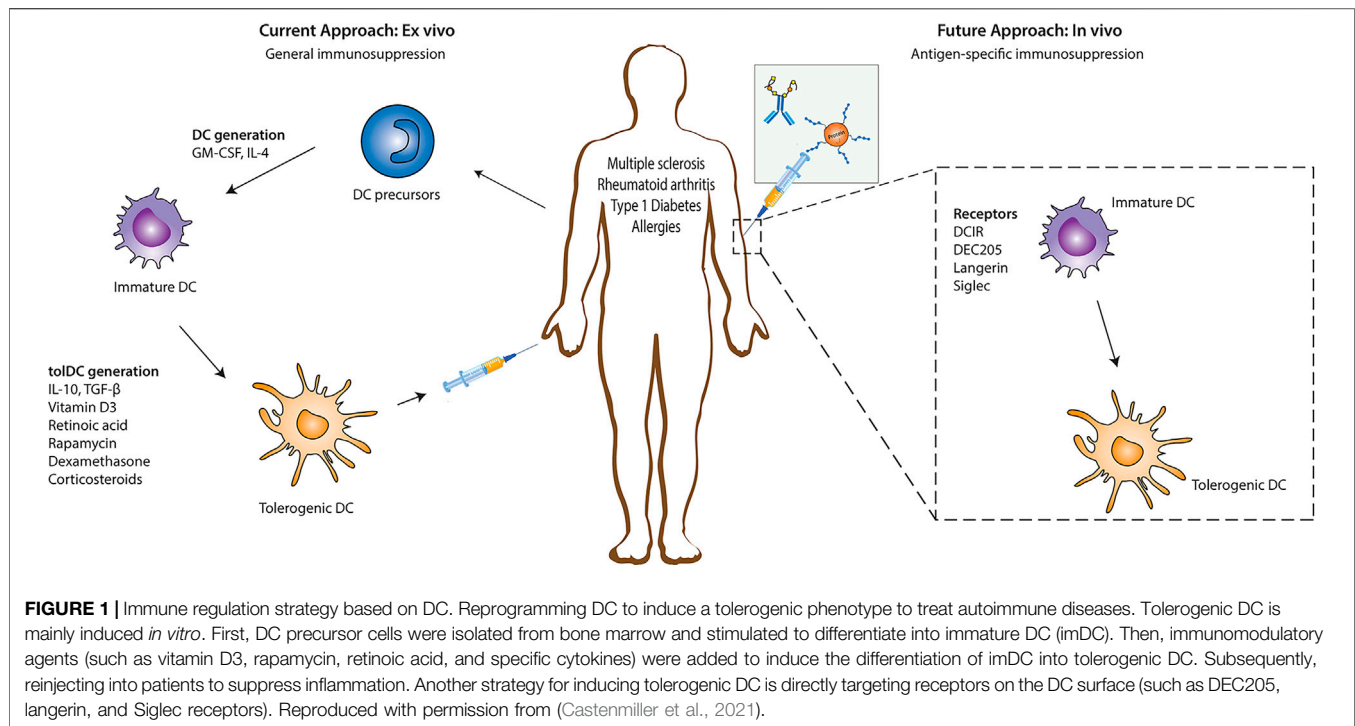 Current Approach: Ex vivo
General immunosuppression
Future Approach: In vivo
Antigen-specific immunosuppression
DC generation
GM-CSF, IL-4
DC precursors
Immature DC
tolDC generation
IL-10, TGF-β
Vitamin D3
Retinoic acid
Rapamycin
Dexamethasone
Corticosteroids
Tolerogenic DC
Multiple sclerosis
Rheumatoid arthritis
Type 1 Diabetes
Allergies
Protein
Receptors
DCIR
DEC205
Langerin
Siglec
Immature DC
Tolerogenic DC
FIGURE 1 | Immune regulation strategy based on DC. Reprogramming DC to induce a tolerogenic phenotype to treat autoimmune diseases. Tolerogenic DC is
mainly induced in vitro. First, DC precursor cells were isolated from bone marrow and stimulated to differentiate into immature DC (imDC). Then, immunomodulatory
agents (such as vitamin D3, rapamycin, retinoic acid, and specific cytokines) were added to induce the differentiation of imDC into tolerogenic DC. Subsequently,
reinjecting into patients to suppress inflammation. Another strategy for inducing tolerogenic DC is directly targeting receptors on the DC surface (such as DEC205,
langerin, and Siglec receptors). Reproduced with permission from (Castenmiller et al., 2021).